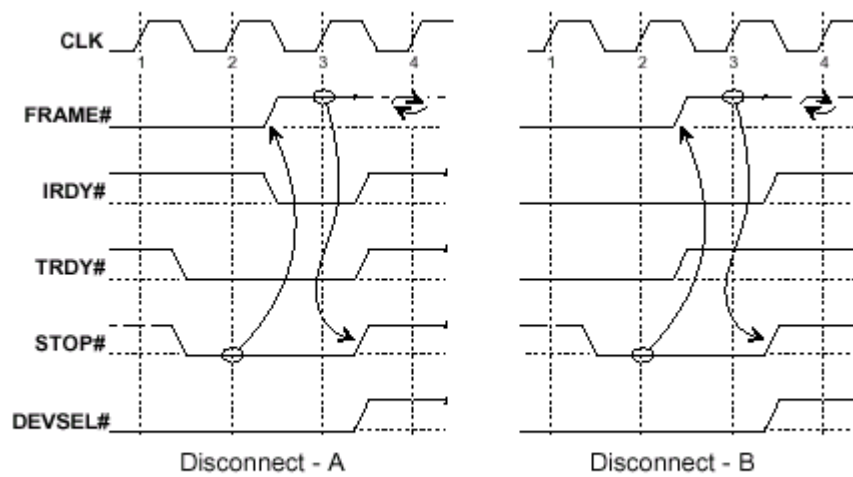 CLK
1 2 3 4 1 2 3 4
FRAME#
IRDY#
TRDY#
STOP#
DEVSEL#
Disconnect - A Disconnect - B